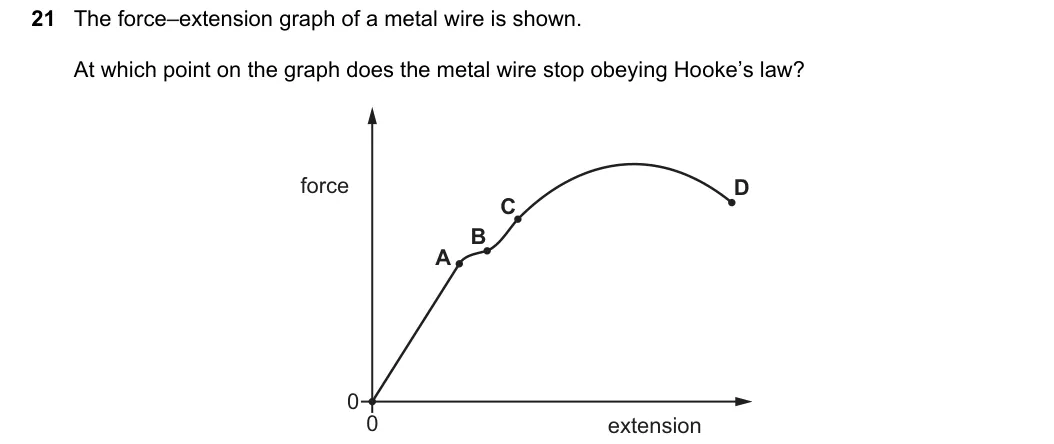 21 The force–extension graph of a metal wire is shown.
At which point on the graph does the metal wire stop obeying Hooke's law?
force
D
C
B
A
0
0
extension